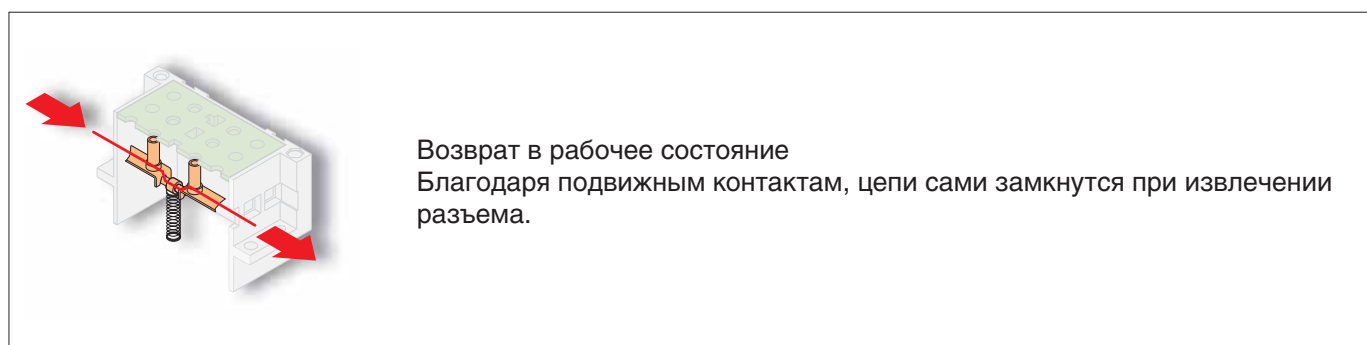 Возврат в рабочее состояние
Благодаря подвижным контактам, цепи сами замкнутся при извлечении
разъема.